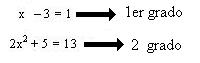 x - 3 = 1 → 1er grado
2x² + 5 = 13 → 2 grado